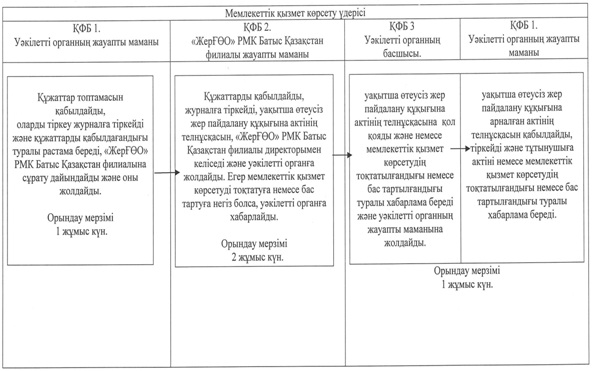 Мемлекеттік қызмет көрсету үдерісі
ҚФБ 1.
Уәкілетті органның жауапты маманы
ҚФБ 2.
«ЖерҒӨО» РМК Батыс Қазақстан
филиалы жауапты маманы
ҚФБ 3
Уәкілетті органның
басшысы.
ҚФБ 1.
Уәкілетті органның жауапты
маманы
Құжаттар топтамасын
қабылдайды,
оларды тіркеу журналға тіркейді
және құжаттарды қабылдағандығы
туралы растама береді, «ЖерҒӨО»
РМК Батыс Қазақстан филиалына
сұрату дайындайды және оны
жолдайды.
Орындау мерзімі
1 жұмыс күн.
Құжаттарды қабылдайды,
журналға тіркейді, уақытша өтеусіз
жер пайдалану құқығына актінің
телнұсқасын, «ЖерҒӨО» РМК Батыс
Қазақстан филиалы директорымен
келіседі және уәкілетті органға
жолдайды. Егер мемлекеттік қызмет
көрсетуді тоқтатуға немесе бас
тартуға негіз болса, уәкілетті органға
хабарлайды.
Орындау мерзімі
2 жұмыс күн.
уақытша өтеусіз жер
пайдалану құқығына
актінің телнұсқасына қол
қояды және немесе
мемлекеттік қызмет
көрсетудің
тоқтатылғандығы немесе бас
тартылғандығы
туралы хабарлама береді
және уәкілетті органның
жауапты маманына
жолдайды.
уақытша өтеусіз жер
пайдалану құқығына
арналған актінің
телнұсқасын қабылдайды,
тіркейді және тұтынушыға
актіні немесе мемлекеттік
қызмет көрсетудің
тоқтатылғандығы немесе бас
тартылғандығы туралы
хабарлама береді.
Орындау мерзімі
1 жұмыс күн.